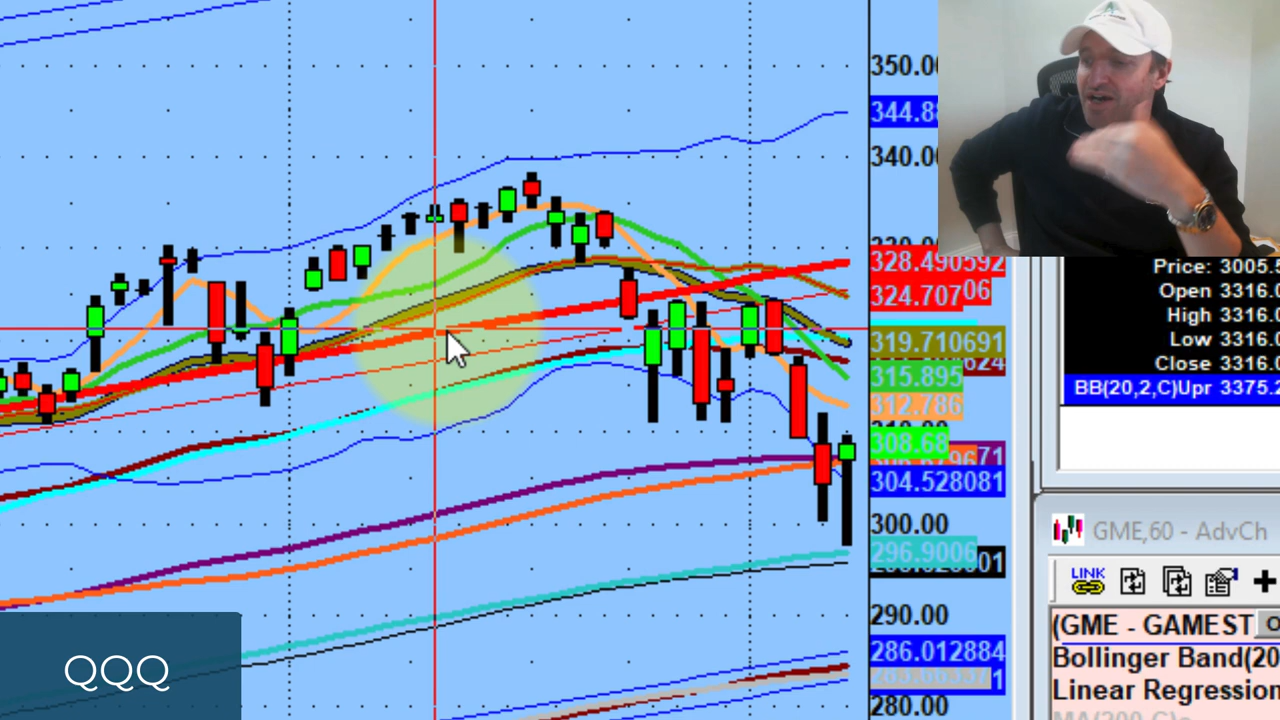 350.00
344.88
340.00
328.490592
324.707
319.710691
315.895
312.786
308.68
304.528081
300.00
296.9006
290.00
286.012884
280.00
QQQ
Price: 3005.5
Open 3316.0
High 3316.0
Low 3316.0
Close 3316.0
BB(20,2,C)Upr 3375.2
GME,60 - AdvCh
LINK
(GME - GAMEST
Bollinger Band(20
Linear Regression
MA(200,C)